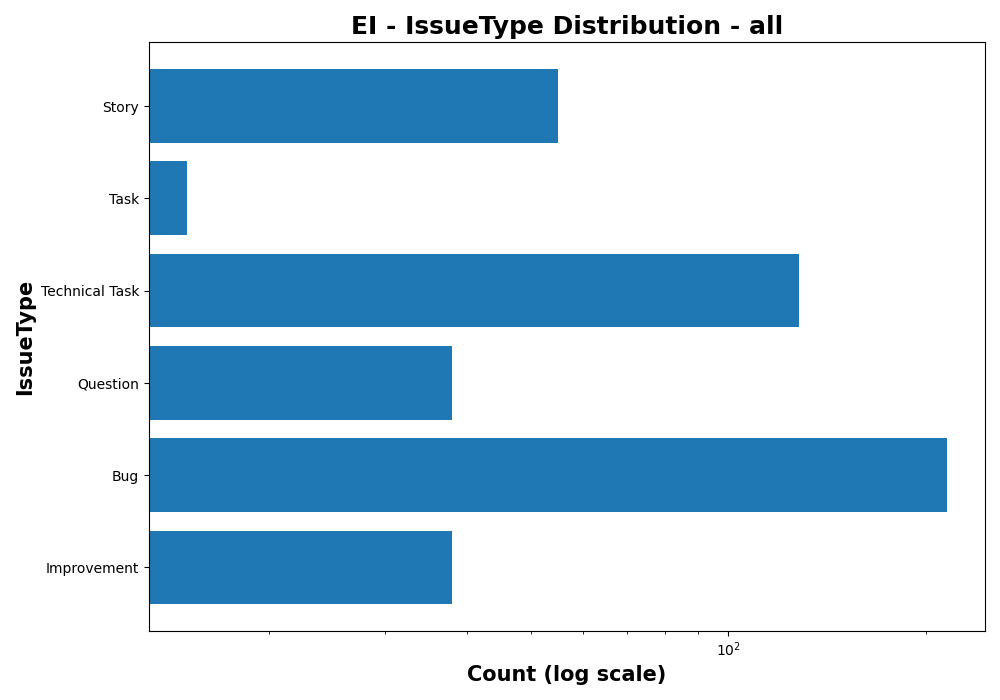 EI - IssueType Distribution - all
Story
Task
Technical Task
Question
Bug
Improvement
IssueType
10²
Count (log scale)